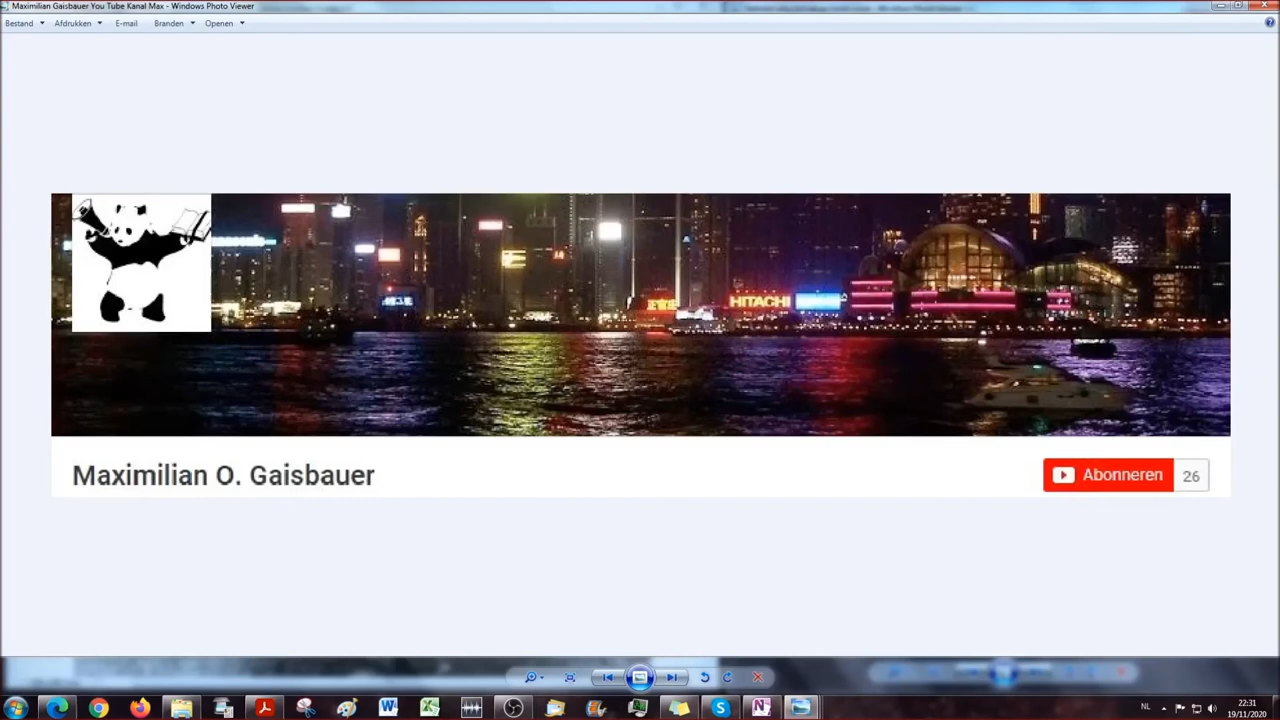 Maximilian Gaisbauer You Tube Kanal Max - Windows Photo Viewer
Bestand Afdrukken E-mail Branden Openen
HITACHI
Maximilian O. Gaisbauer
Abonneren 26
NL
22:31
19/11/2020